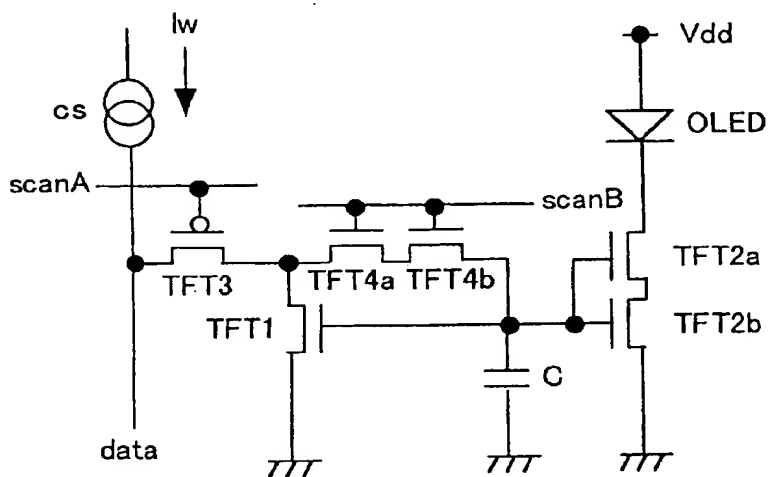 Iw
Vdd
cs
OLED
scanA
scanB
TFT3
TFT4a
TFT4b
TFT2a
TFT1
TFT2b
C
data